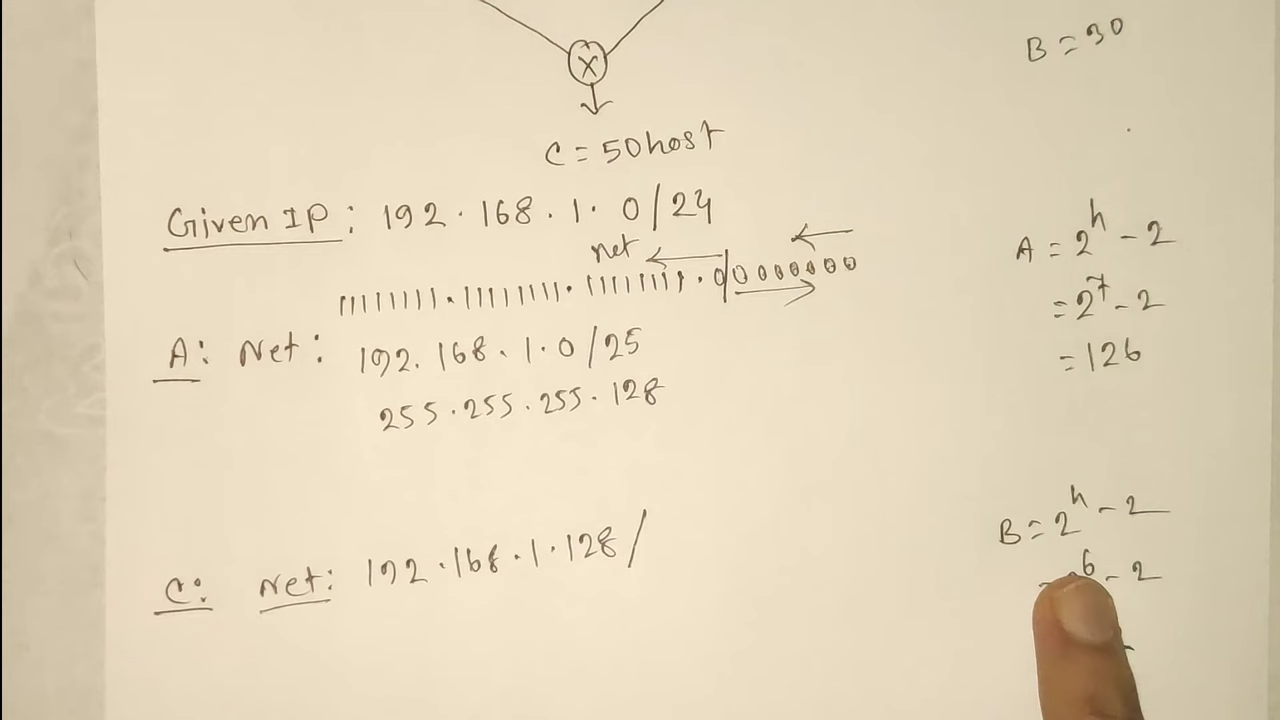 B = 30
X
C = 50 host
Given IP : 192.168.1.0/24
net
11111111.11111111.11111111.00000000
A: Net: 192.168.1.0/25
255.255.255.128
C: Net: 192.168.1.128/
A = 2^h - 2
= 2^7 - 2
= 126
B = 2^h - 2
6 - 2